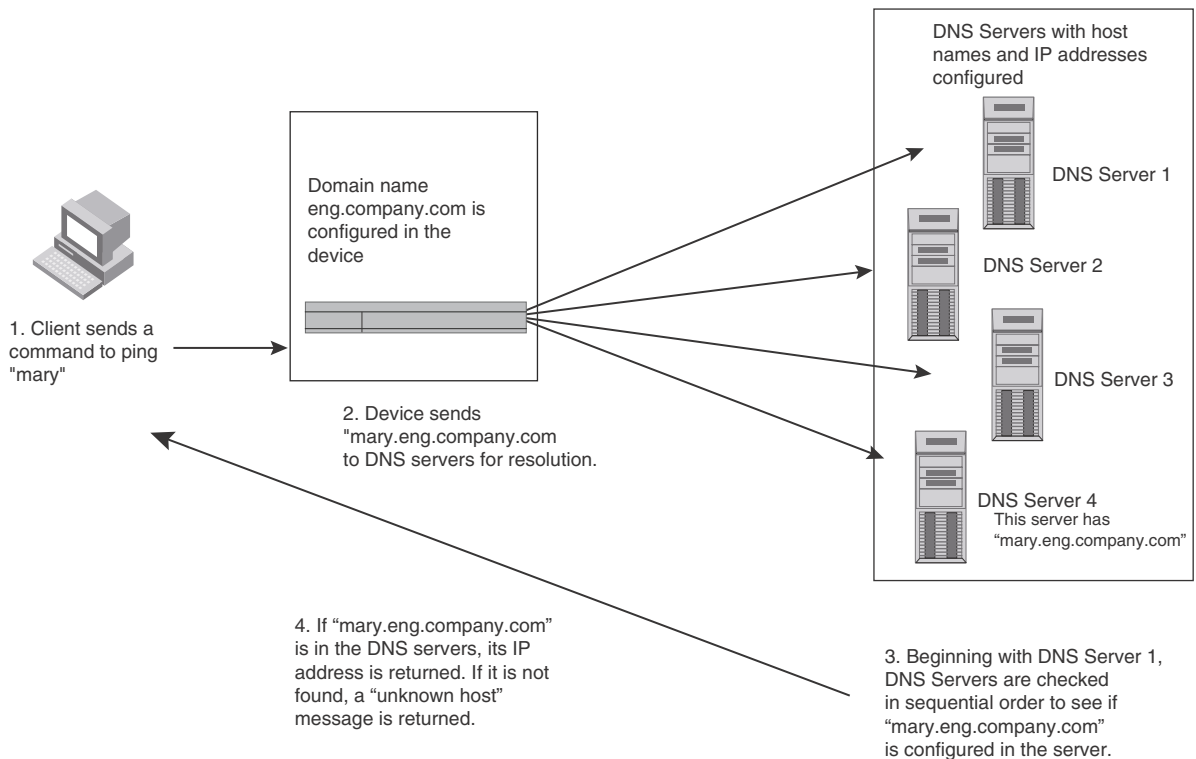 DNS Servers with host
names and IP addresses
configured
DNS Server 1
Domain name
eng.company.com is
configured in the
device
DNS Server 2
1. Client sends a
command to ping
"mary"
DNS Server 3
2. Device sends
"mary.eng.company.com
to DNS servers for resolution.
DNS Server 4
This server has
“mary.eng.company.com”
4. If “mary.eng.company.com”
is in the DNS servers, its IP
address is returned. If it is not
found, a “unknown host”
message is returned.
3. Beginning with DNS Server 1,
DNS Servers are checked
in sequential order to see if
“mary.eng.company.com”
is configured in the server.